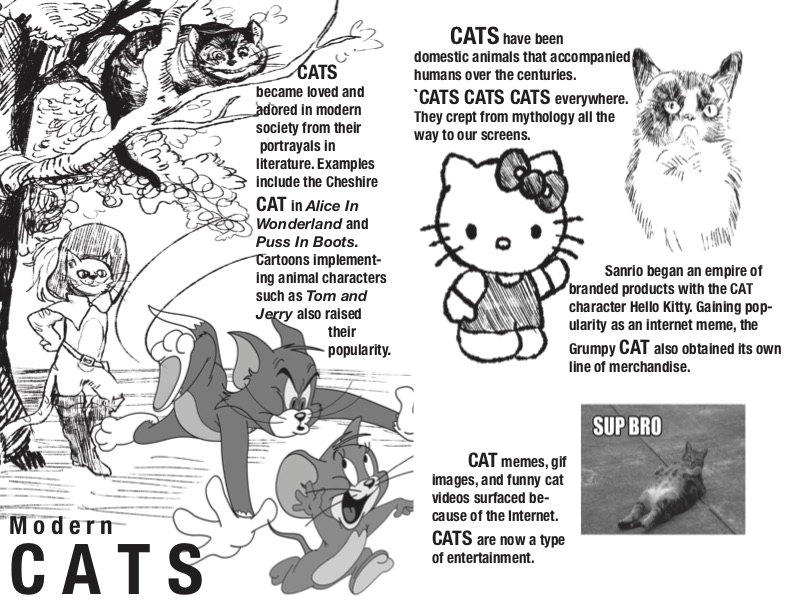 CATS
became loved and
adored in modern
society from their
portrayals in
literature. Examples
include the Cheshire
CAT in Alice In
Wonderland and
Puss In Boots.
Cartoons implement-
ing animal characters
such as Tom and
Jerry also raised
their
popularity.
Modern
CATS
CATS have been
domestic animals that accompanied
humans over the centuries.
`CATS CATS CATS everywhere.
They crept from mythology all the
way to our screens.
Sanrio began an empire of
branded products with the CAT
character Hello Kitty. Gaining pop-
ularity as an internet meme, the
Grumpy CAT also obtained its own
line of merchandise.
SUP BRO
CAT memes, gif
images, and funny cat
videos surfaced be-
cause of the Internet.
CATS are now a type
of entertainment.